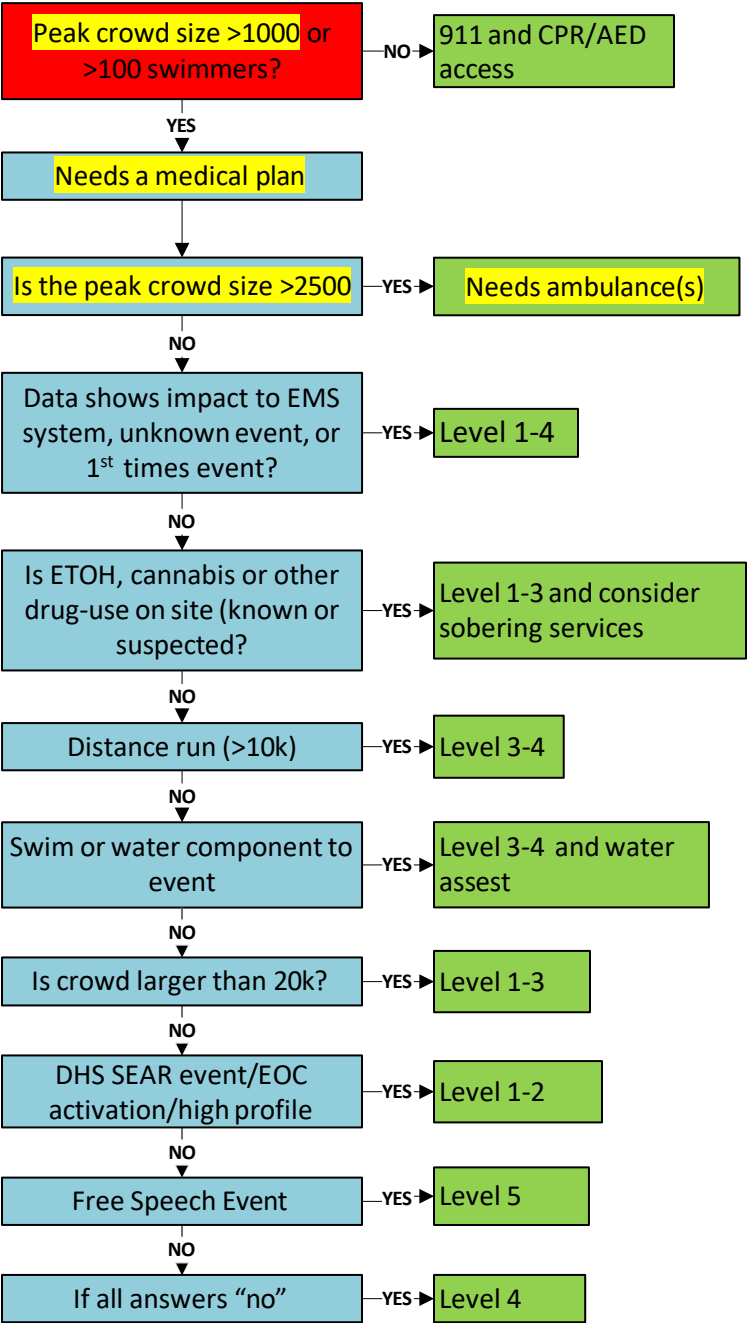 Peak crowd size >1000 or
>100 swimmers?
NO
911 and CPR/AED
access
YES
Needs a medical plan
Is the peak crowd size >2500
YES
Needs ambulance(s)
NO
Data shows impact to EMS
system, unknown event, or
1st times event?
YES
Level 1-4
NO
Is ETOH, cannabis or other
drug-use on site (known or
suspected?
YES
Level 1-3 and consider
sobering services
NO
Distance run (>10k)
YES
Level 3-4
NO
Swim or water component to
event
YES
Level 3-4 and water
assest
NO
Is crowd larger than 20k?
YES
Level 1-3
NO
DHS SEAR event/EOC
activation/high profile
YES
Level 1-2
NO
Free Speech Event
YES
Level 5
NO
If all answers “no”
YES
Level 4